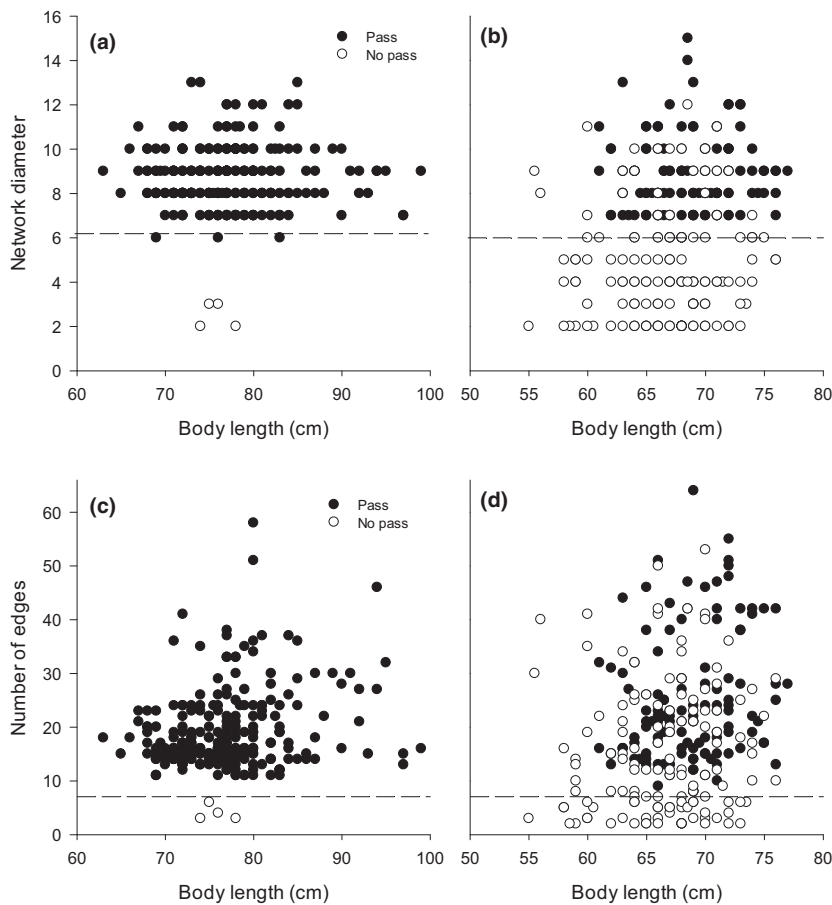 (a)
Pass
No pass
16
14
12
10
8
6
4
2
0
Network diameter
60 70 80 90 100
Body length (cm)
(b)
50 55 60 65 70 75 80
Body length (cm)
(c)
Pass
No pass
60
50
40
30
20
10
0
Number of edges
60 70 80 90 100
Body length (cm)
(d)
50 55 60 65 70 75 80
Body length (cm)